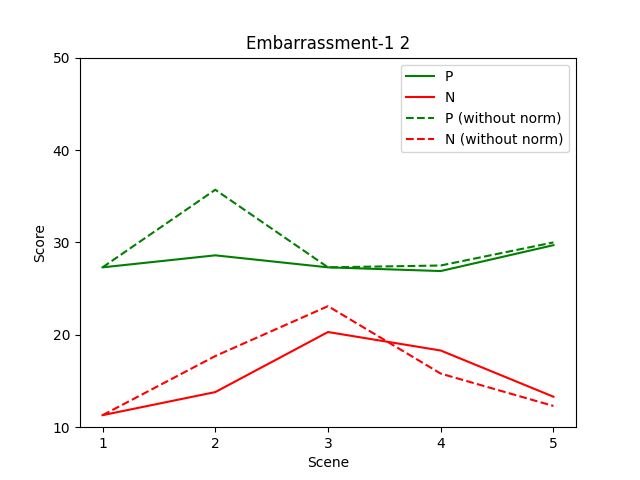 Embarrassment-1 2
50
40
30
20
10
Score
1 2 3 4 5
Scene
P
N
P (without norm)
N (without norm)